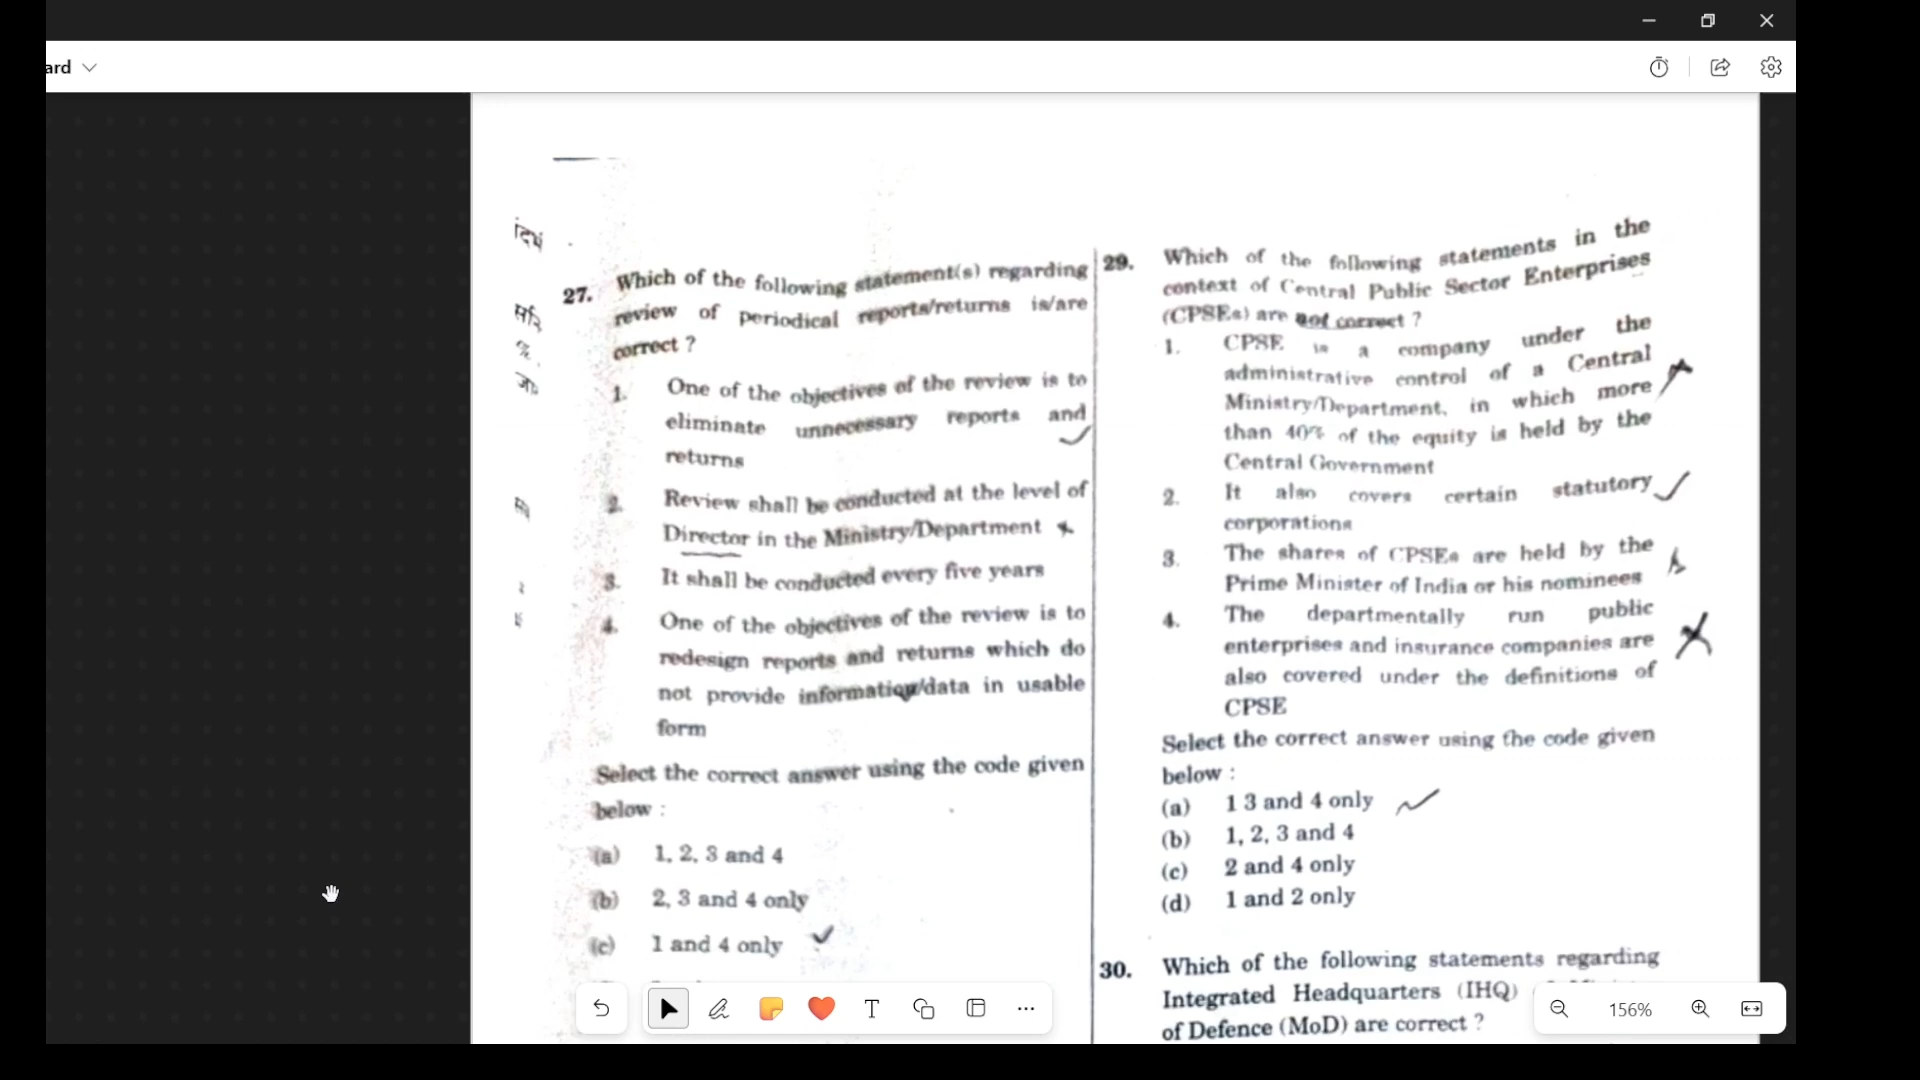 ard
27. Which of the following statement(s) regarding
review of periodical reports/returns is/are
correct ?
1. One of the objectives of the review is to
eliminate unnecessary reports and
returns
2. Review shall be conducted at the level of
Director in the Ministry/Department
3. It shall be conducted every five years
4. One of the objectives of the review is to
redesign reports and returns which do
not provide information/data in usable
form
Select the correct answer using the code given
below :
(a) 1, 2, 3 and 4
(b) 2, 3 and 4 only
(c) 1 and 4 only
29. Which of the following statements in the
context of Central Public Sector Enterprises
(CPSEs) are not correct ?
1. CPSE is a company under the
administrative control of a Central
Ministry/Department, in which more
than 40% of the equity is held by the
Central Government
2. It also covers certain statutory
corporations
3. The shares of CPSEs are held by the
Prime Minister of India or his nominees
4. The departmentally run public
enterprises and insurance companies are
also covered under the definitions of
CPSE
Select the correct answer using the code given
below :
(a) 1 3 and 4 only
(b) 1, 2, 3 and 4
(c) 2 and 4 only
(d) 1 and 2 only
30. Which of the following statements regarding
Integrated Headquarters (IHQ)
of Defence (MoD) are correct ?
T
156%